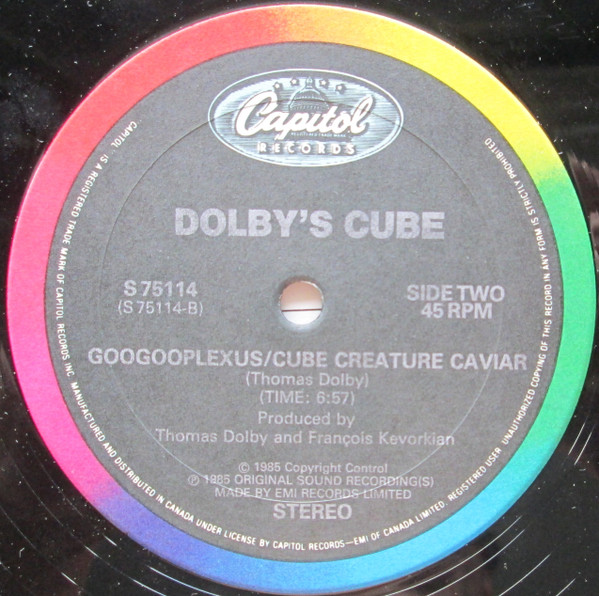 Capitol
RECORDS
DOLBY'S CUBE
S 75114
(S 75114-B)
SIDE TWO
45 RPM
GOOGOOPLEXUS/CUBE CREATURE CAVIAR
(Thomas Dolby)
(TIME: 6:57)
Produced by
Thomas Dolby and François Kevorkian
© 1985 Copyright Control
℗ 1985 ORIGINAL SOUND RECORDING(S)
MADE BY EMI RECORDS LIMITED
STEREO
CAPITOL IS A REGISTERED TRADE MARK OF CAPITOL RECORDS INC. MANUFACTURED AND DISTRIBUTED IN CANADA UNDER LICENSE BY CAPITOL RECORDS—EMI OF CANADA LIMITED. REGISTERED USER. UNAUTHORIZED COPYING OF THIS RECORD IN ANY FORM IS STRICTLY PROHIBITED